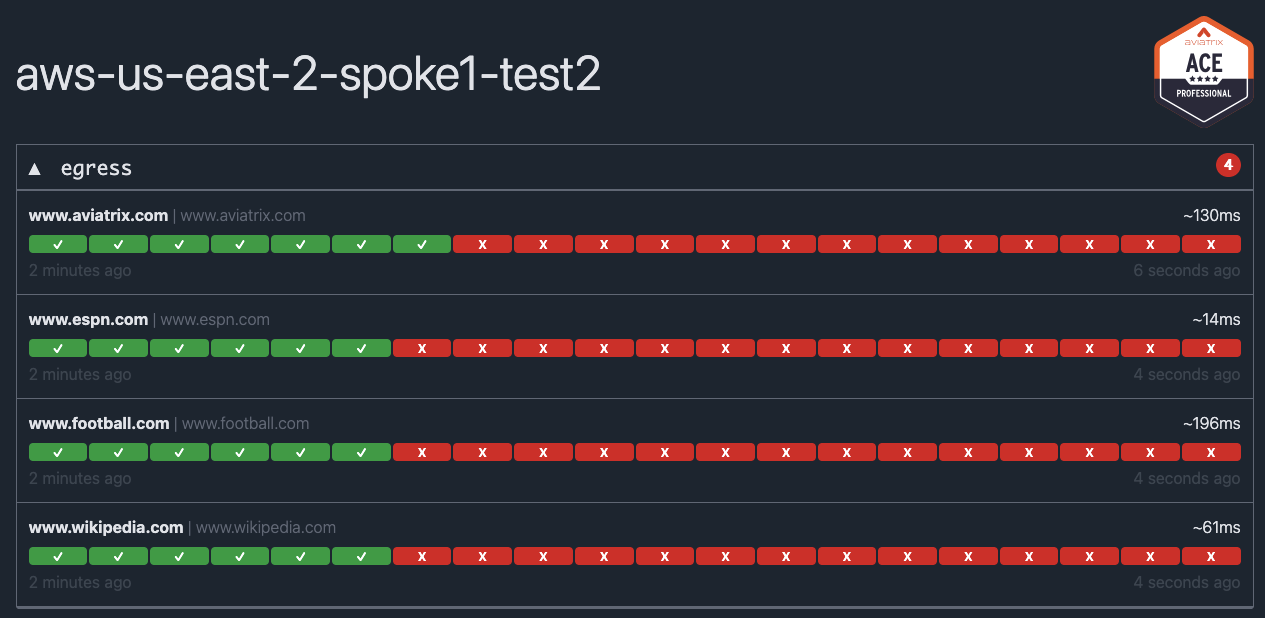 aws-us-east-2-spoke1-test2
aviatrix
ACE
PROFESSIONAL
▲ egress 4
www.aviatrix.com | www.aviatrix.com ~130ms
✓ ✓ ✓ ✓ ✓ ✓ ✓ X X X X X X X X X X X X X
2 minutes ago 6 seconds ago
www.espn.com | www.espn.com ~14ms
✓ ✓ ✓ ✓ ✓ ✓ X X X X X X X X X X X X X X
2 minutes ago 4 seconds ago
www.football.com | www.football.com ~196ms
✓ ✓ ✓ ✓ ✓ ✓ X X X X X X X X X X X X X X
2 minutes ago 4 seconds ago
www.wikipedia.com | www.wikipedia.com ~61ms
✓ ✓ ✓ ✓ ✓ ✓ X X X X X X X X X X X X X X
2 minutes ago 4 seconds ago